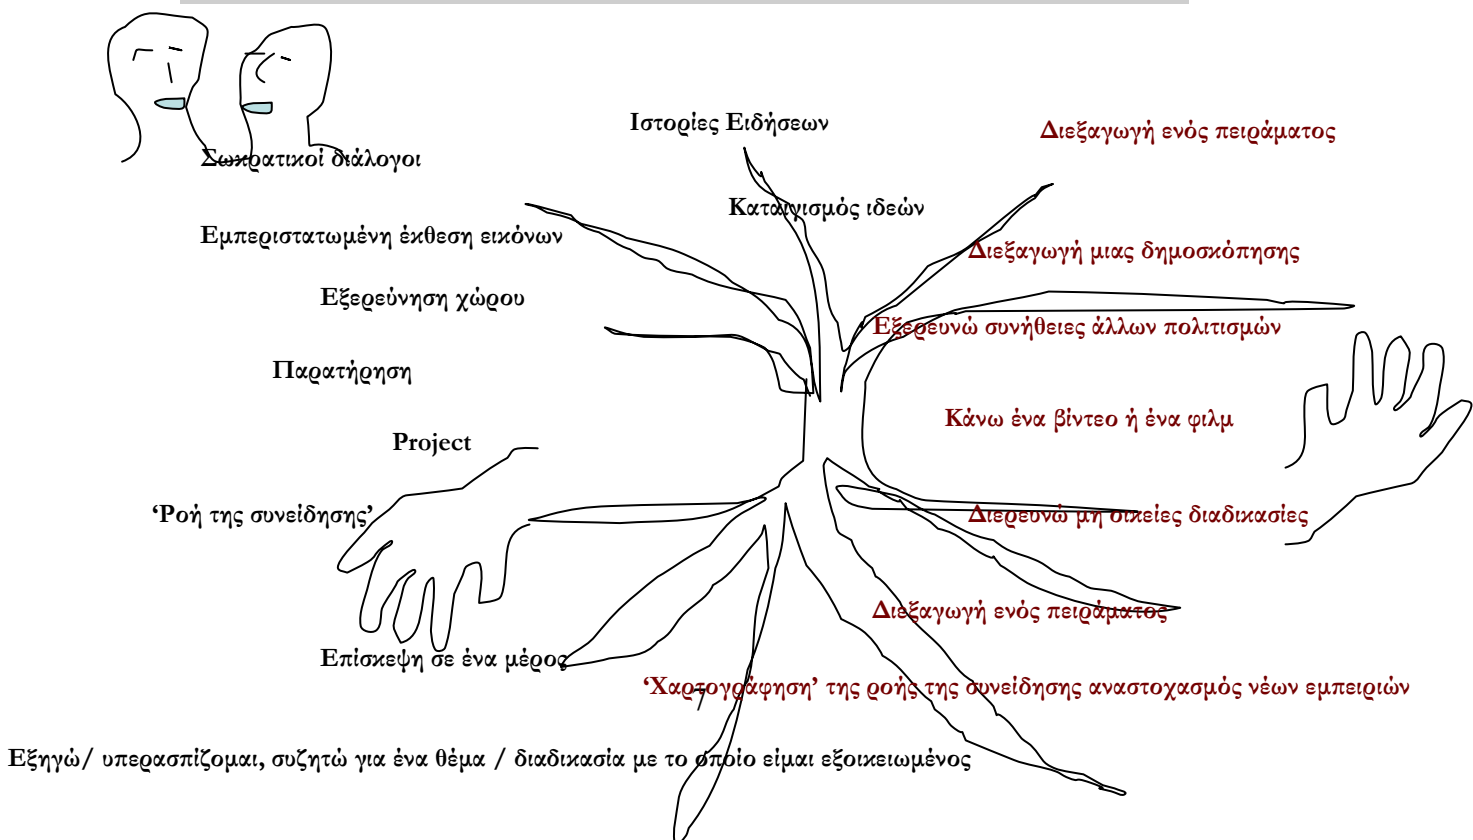 Ιστορίες Ειδήσεων
Διεξαγωγή ενός πειράματος
Σωκρατικοί διάλογοι
Καταιγισμός ιδεών
Εμπεριστατωμένη έκθεση εικόνων
Διεξαγωγή μιας δημοσκόπησης
Εξερεύνηση χώρου
Εξερευνώ συνήθειες άλλων πολιτισμών
Παρατήρηση
Κάνω ένα βίντεο ή ένα φιλμ
Project
‘Ροή της συνείδησης’
Διερευνώ μη οικείες διαδικασίες
Διεξαγωγή ενός πειράματος
Επίσκεψη σε ένα μέρος
‘Χαρτογράφηση’ της ροής της συνείδησης αναστοχασμός νέων εμπειριών
Εξηγώ/ υπερασπίζομαι, συζητώ για ένα θέμα / διαδικασία με το οποίο είμαι εξοικειωμένος